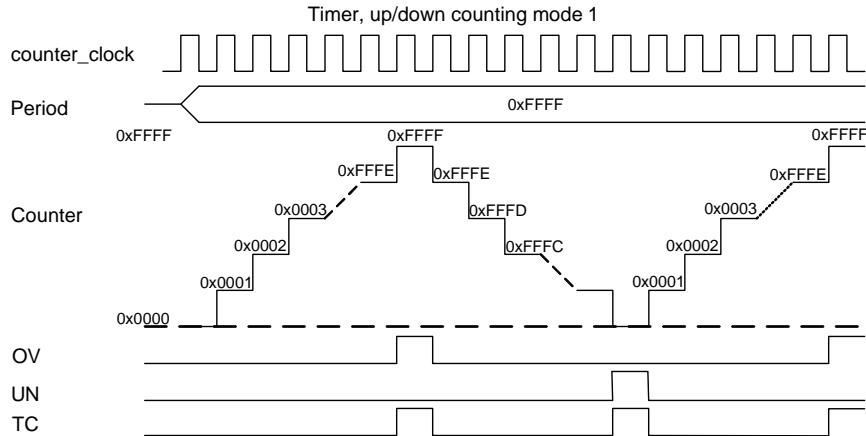 Timer, up/down counting mode 1
counter_clock
Period
0xFFFF
0xFFFF
0xFFFF
0xFFFF
0xFFFE
0xFFFE
0xFFFE
Counter
0x0003
0xFFFD
0x0003
0x0002
0xFFFC
0x0002
0x0001
0x0001
0x0000
OV
UN
TC